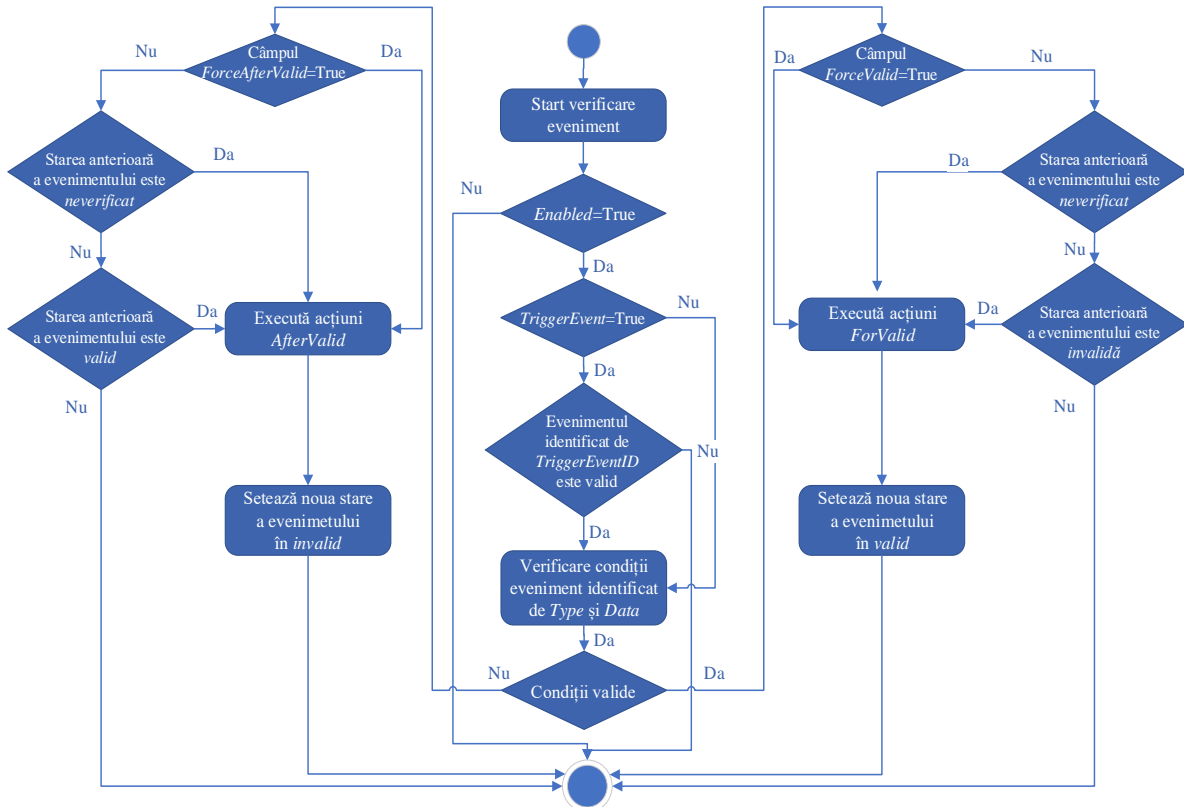 Nu
Câmpul
ForceAfterValid=True
Da
Starea anterioară
a evenimentului este
neverificat
Da
Nu
Starea anterioară
a evenimentului este
valid
Da
Execută acțiuni
AfterValid
Nu
Setează noua stare
a evenimetului
în invalid
Start verificare
eveniment
Nu
Enabled=True
Da
TriggerEvent=True
Nu
Da
Evenimentul
identificat de
TriggerEventID
este valid
Nu
Da
Verificare condiții
eveniment identificat
de Type și Data
Da
Nu
Condiții valide
Da
Da
Câmpul
ForceValid=True
Nu
Da
Starea anterioară
a evenimentului este
neverificat
Nu
Execută acțiuni
ForValid
Da
Starea anterioară
a evenimentului este
invalidă
Nu
Setează noua stare
a evenimetului
în valid